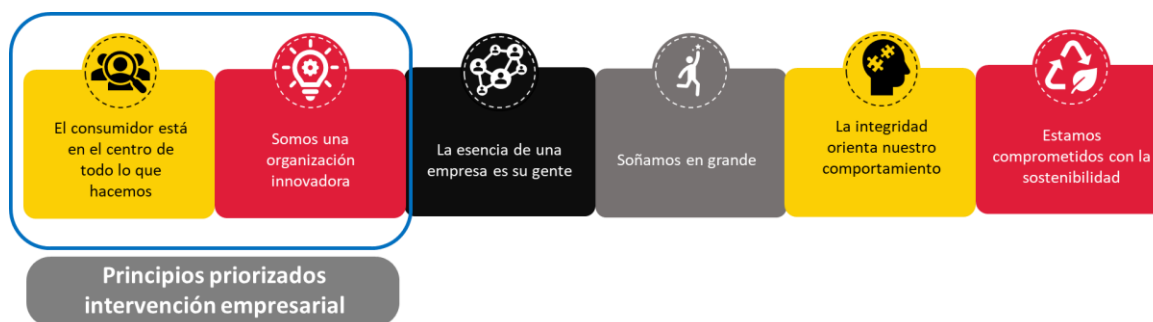 El consumidor está
en el centro de
todo lo que
hacemos
Somos una
organización
innovadora
La esencia de una
empresa es su gente
Soñamos en grande
La integridad
orienta nuestro
comportamiento
Estamos
comprometidos con la
sostenibilidad
Principios priorizados
intervención empresarial